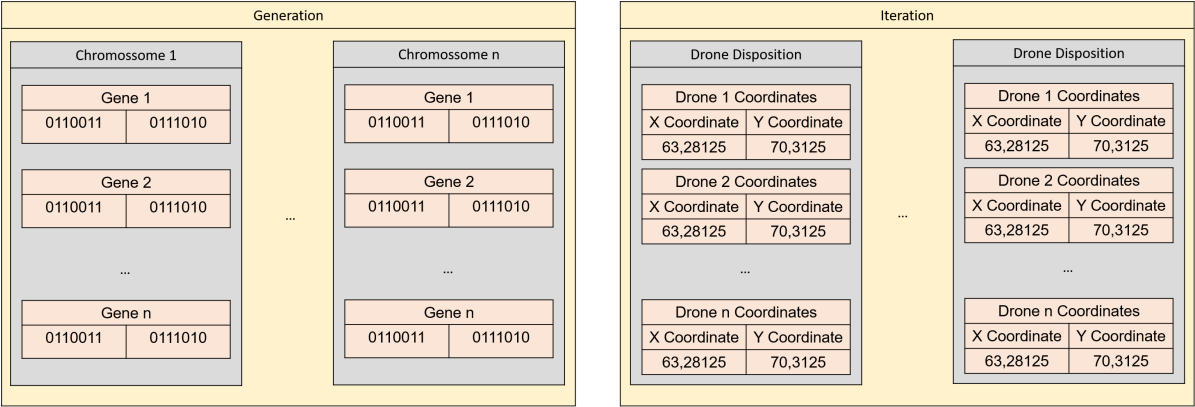 Generation
Chromossome 1
Gene 1
0110011 0111010
Gene 2
0110011 0111010
...
Gene n
0110011 0111010
...
Chromossome n
Gene 1
0110011 0111010
Gene 2
0110011 0111010
...
Gene n
0110011 0111010
Iteration
Drone Disposition
Drone 1 Coordinates
X Coordinate Y Coordinate
63,28125 70,3125
Drone 2 Coordinates
X Coordinate Y Coordinate
63,28125 70,3125
...
Drone n Coordinates
X Coordinate Y Coordinate
63,28125 70,3125
...
Drone Disposition
Drone 1 Coordinates
X Coordinate Y Coordinate
63,28125 70,3125
Drone 2 Coordinates
X Coordinate Y Coordinate
63,28125 70,3125
...
Drone n Coordinates
X Coordinate Y Coordinate
63,28125 70,3125